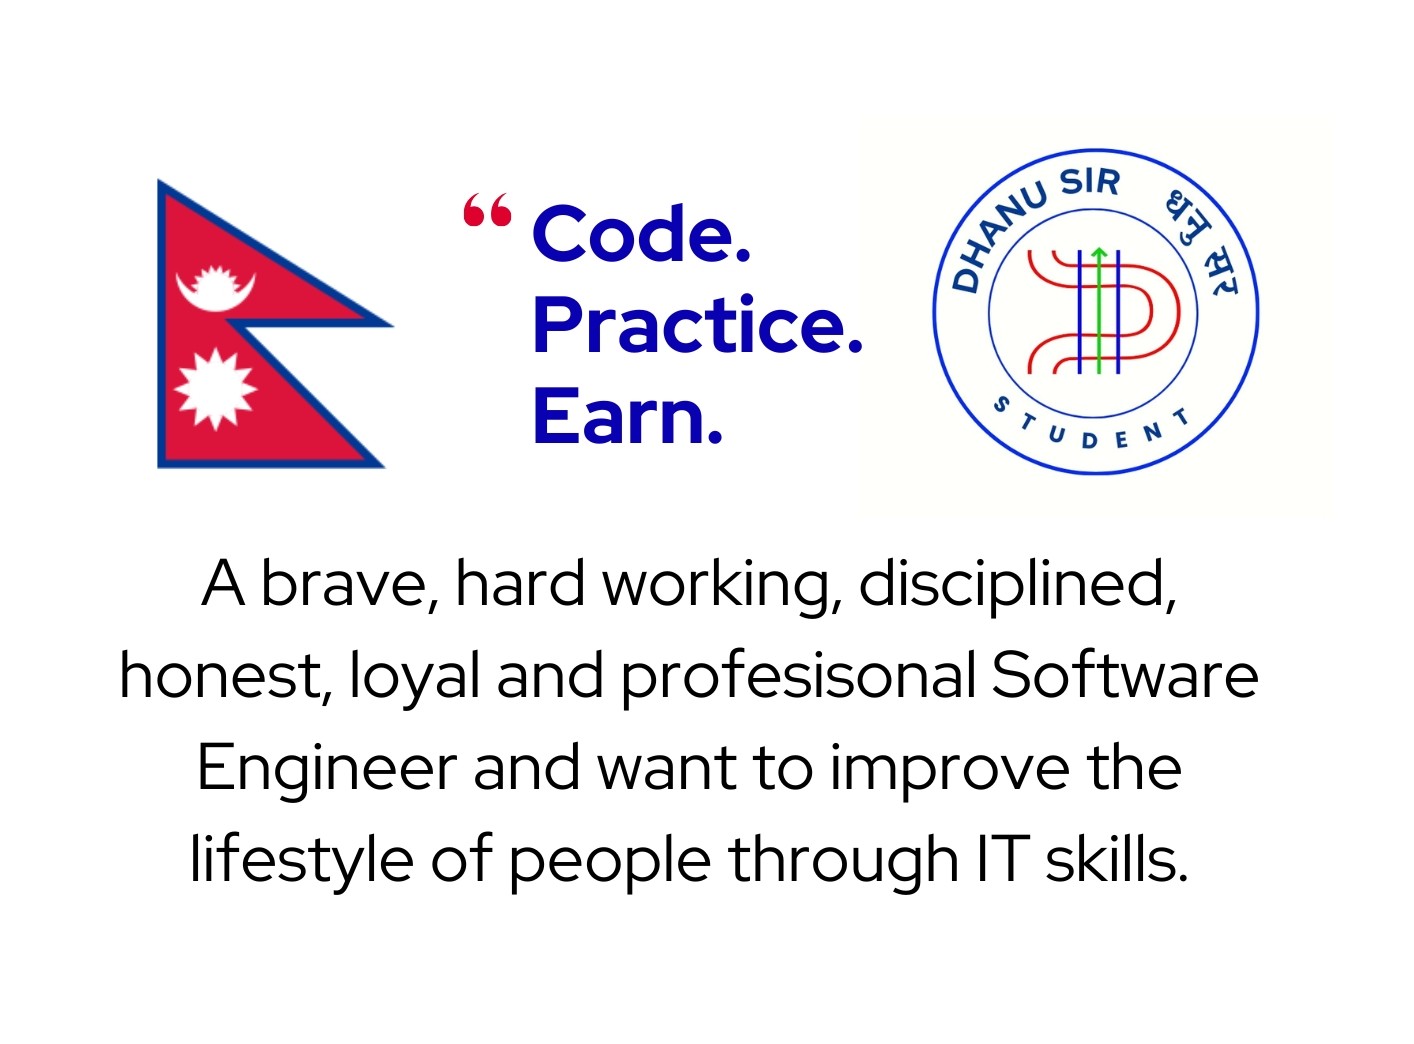 “ Code.
Practice.
Earn.
DHANU SIR धनु सर
STUDENT
A brave, hard working, disciplined,
honest, loyal and profesisonal Software
Engineer and want to improve the
lifestyle of people through IT skills.